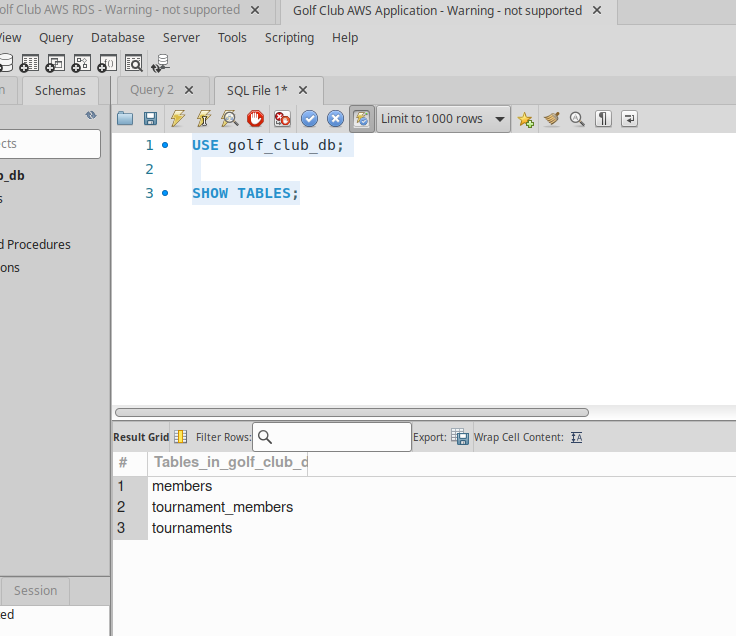 olf Club AWS RDS - Warning - not supported
Golf Club AWS Application - Warning - not supported
View Query Database Server Tools Scripting Help
n Schemas Query 2 SQL File 1*
Limit to 1000 rows
1 USE golf_club_db;
2
3 SHOW TABLES;
ects
b_db
s
d Procedures
ons
Result Grid Filter Rows: Export: Wrap Cell Content:
# Tables_in_golf_club_d
1 members
2 tournament_members
3 tournaments
Session
ed